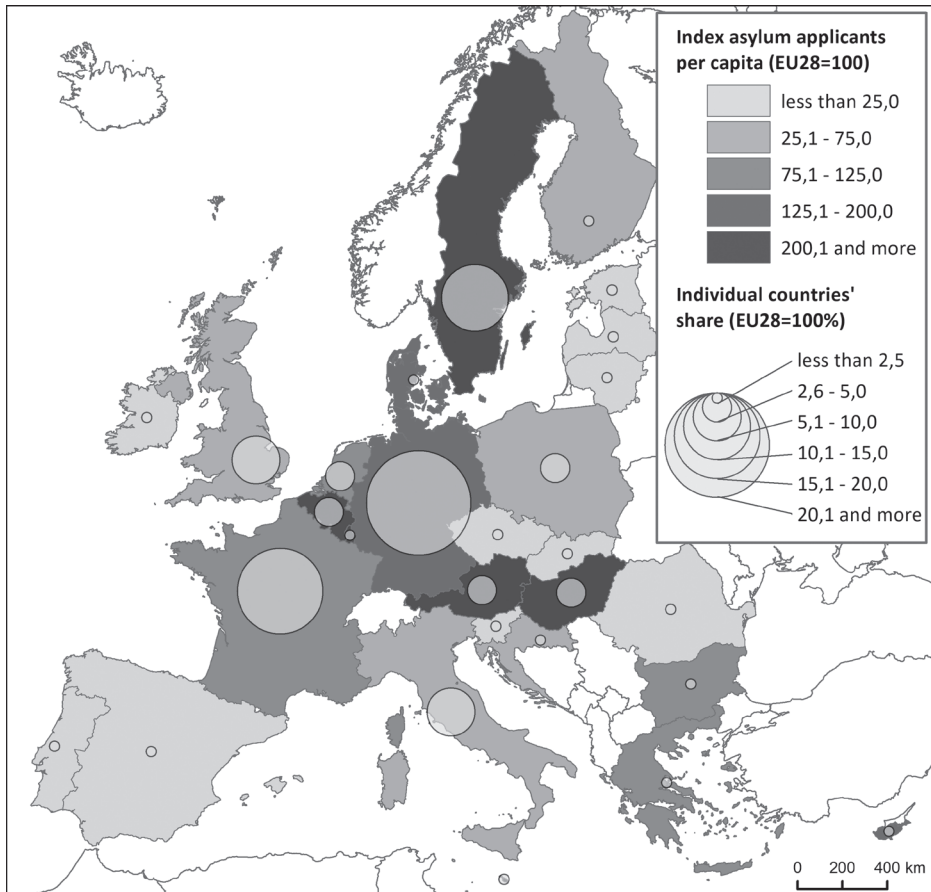 Index asylum applicants
per capita (EU28=100)
less than 25,0
25,1 - 75,0
75,1 - 125,0
125,1 - 200,0
200,1 and more
Individual countries'
share (EU28=100%)
less than 2,5
2,6 - 5,0
5,1 - 10,0
10,1 - 15,0
15,1 - 20,0
20,1 and more
0 200 400 km